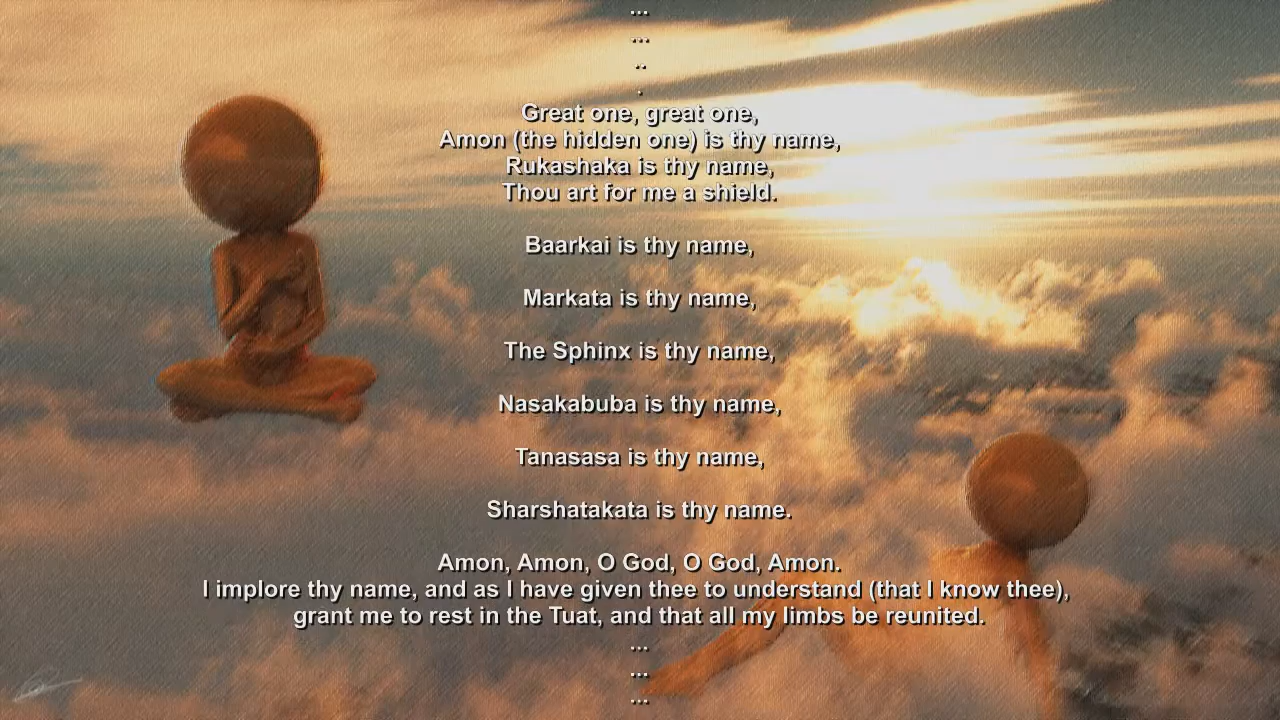 ...
...
..
.
Great one, great one,
Amon (the hidden one) is thy name,
Rukashaka is thy name,
Thou art for me a shield.
Baarkai is thy name,
Markata is thy name,
The Sphinx is thy name,
Nasakabuba is thy name,
Tanasasa is thy name,
Sharshatakata is thy name.
Amon, Amon, O God, O God, Amon.
I implore thy name, and as I have given thee to understand (that I know thee),
grant me to rest in the Tuat, and that all my limbs be reunited.
...
...
...